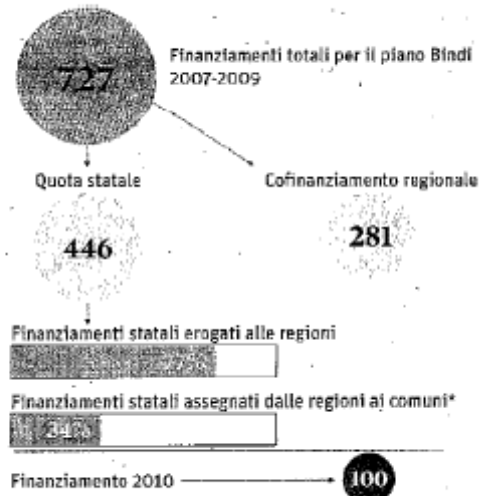 727
Finanziamenti totali per il piano Bindi
2007-2009
Quota statale
Cofinanziamento regionale
446
281
Finanziamenti statali erogati alle regioni
Finanziamenti statali assegnati dalle regioni ai comuni*
Finanziamento 2010
100